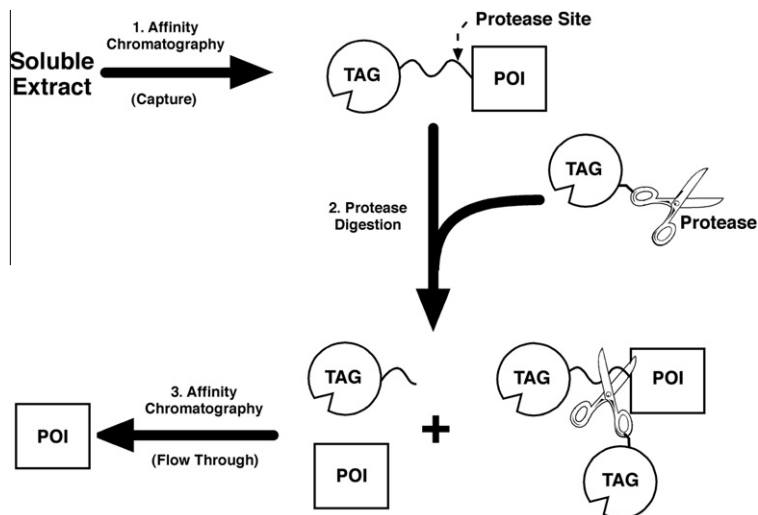 1. Affinity
Chromatography
Soluble
Extract
(Capture)
Protease Site
TAG
POI
TAG
Protease
2. Protease
Digestion
TAG
POI
+
TAG
POI
TAG
3. Affinity
Chromatography
(Flow Through)
POI